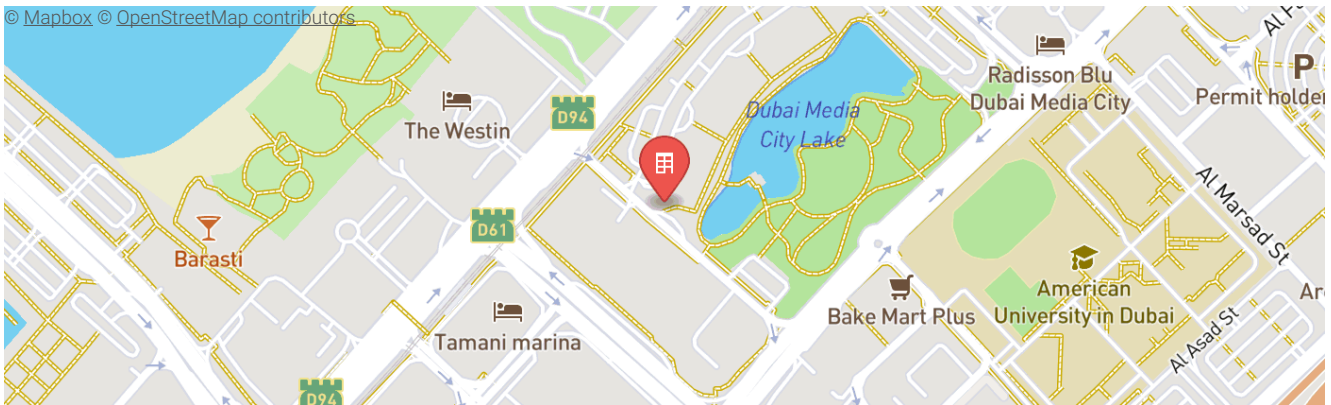 © Mapbox © OpenStreetMap contributors
Radisson Blu
Dubai Media City
P
Permit holder
The Westin
D94
Dubai Media
City Lake
Al Marsad St
D61
Barasti
American
University in Dubai
Bake Mart Plus
Tamani marina
Al Asad St
D94